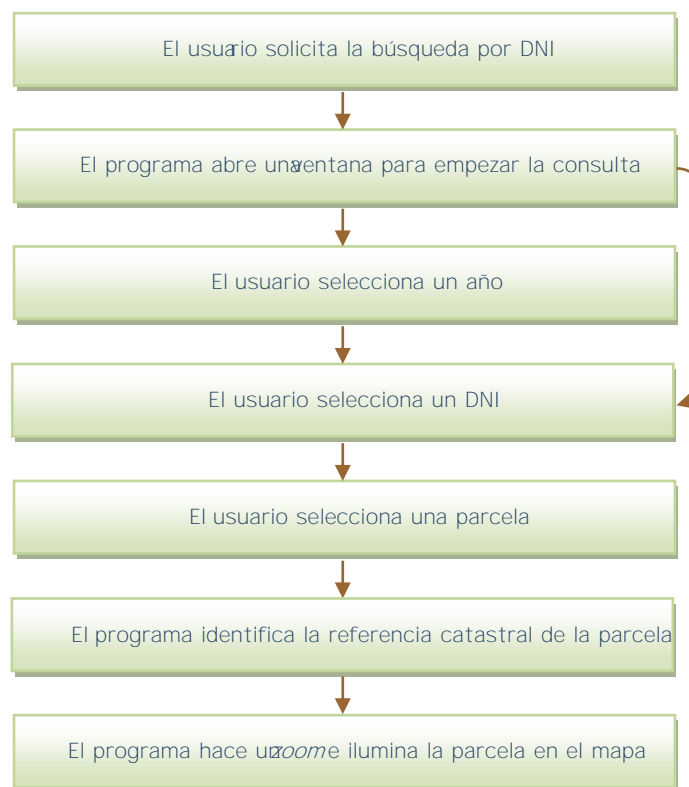 El usuario solicita la búsqueda por DNI
El programa abre una ventana para empezar la consulta
El usuario selecciona un año
El usuario selecciona un DNI
El usuario selecciona una parcela
El programa identifica la referencia catastral de la parcela
El programa hace un zoom e ilumina la parcela en el mapa